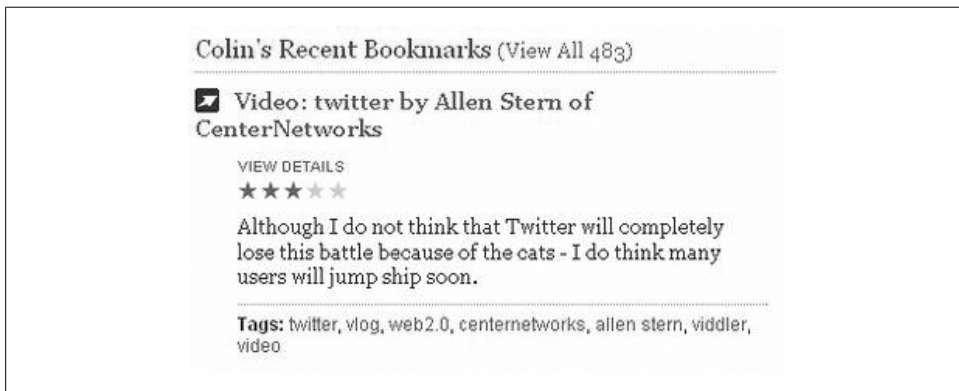 Colin's Recent Bookmarks (View All 483)
Video: twitter by Allen Stern of
CenterNetworks
VIEW DETAILS
Although I do not think that Twitter will completely
lose this battle because of the cats - I do think many
users will jump ship soon.
Tags: twitter, vlog, web2.0, centernetworks, allen stern, viddler,
video